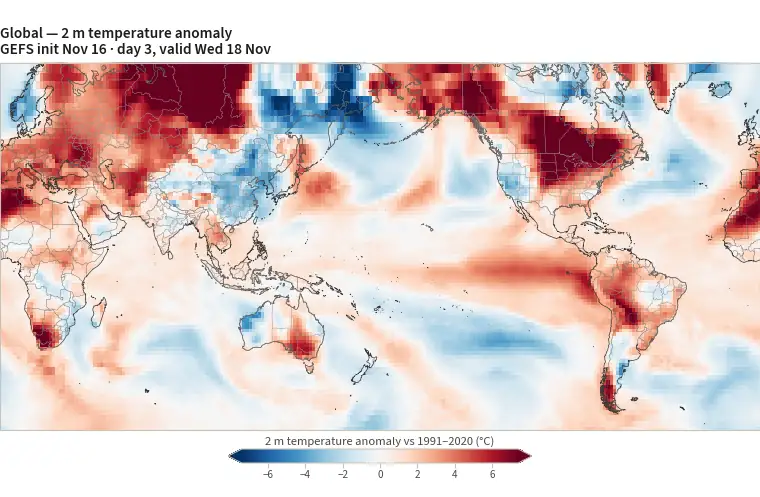 Global — 2 m temperature anomaly
GEFS init Nov 16 · day 3, valid Wed 18 Nov
2 m temperature anomaly vs 1991–2020 (°C)
−6 −4 −2 0 2 4 6